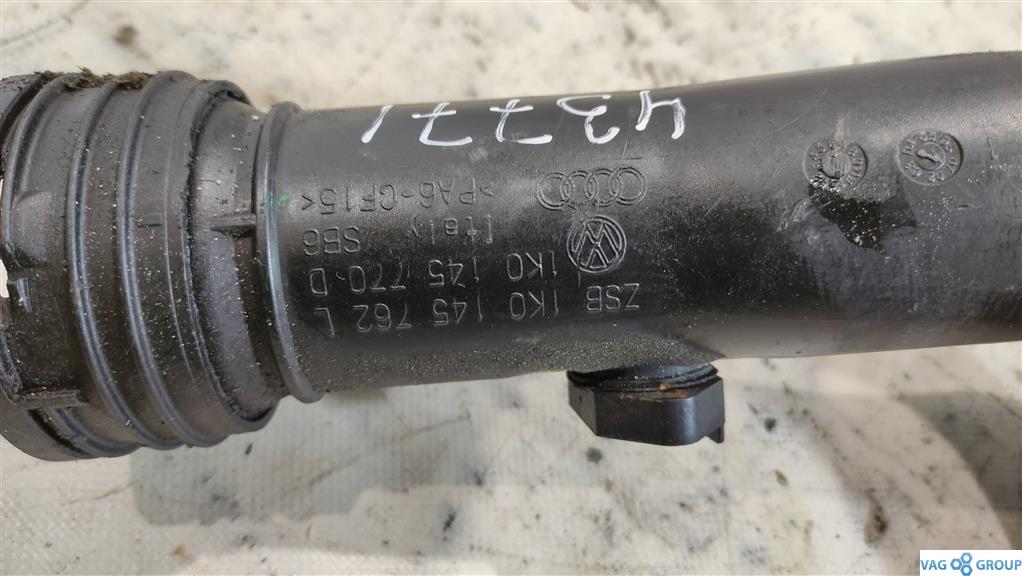 43771
ZSB 1K0 145 762 L
1K0 145 770 D
SB6
Italy
>PA6-GF15<
VAG GROUP